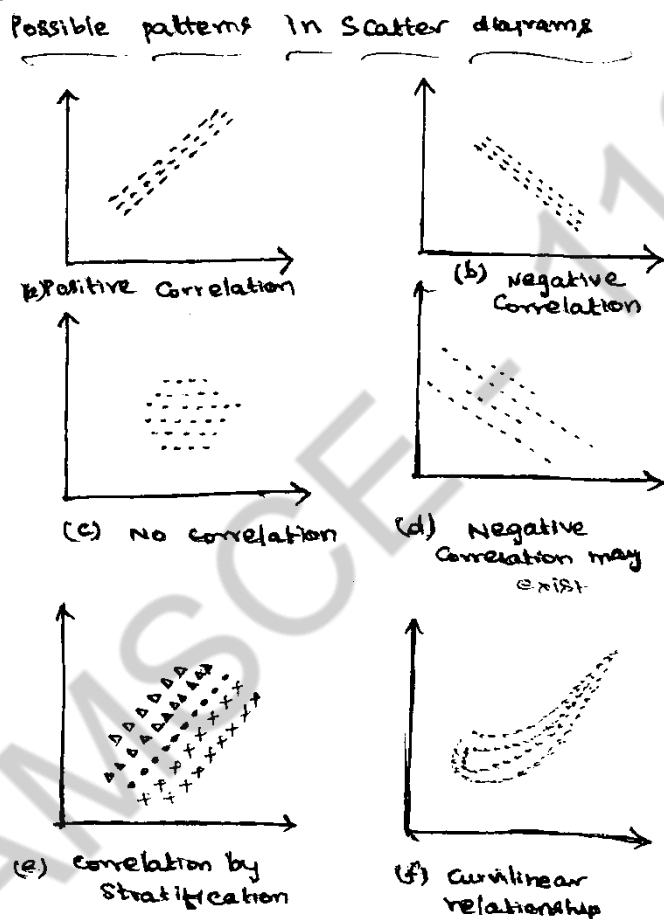 Possible patterns in Scatter diagrams
(a) Positive Correlation
(b) Negative
Correlation
(c) No Correlation
(d) Negative
Correlation may
exist
(e) Correlation by
Stratification
(f) Curvilinear
relationship